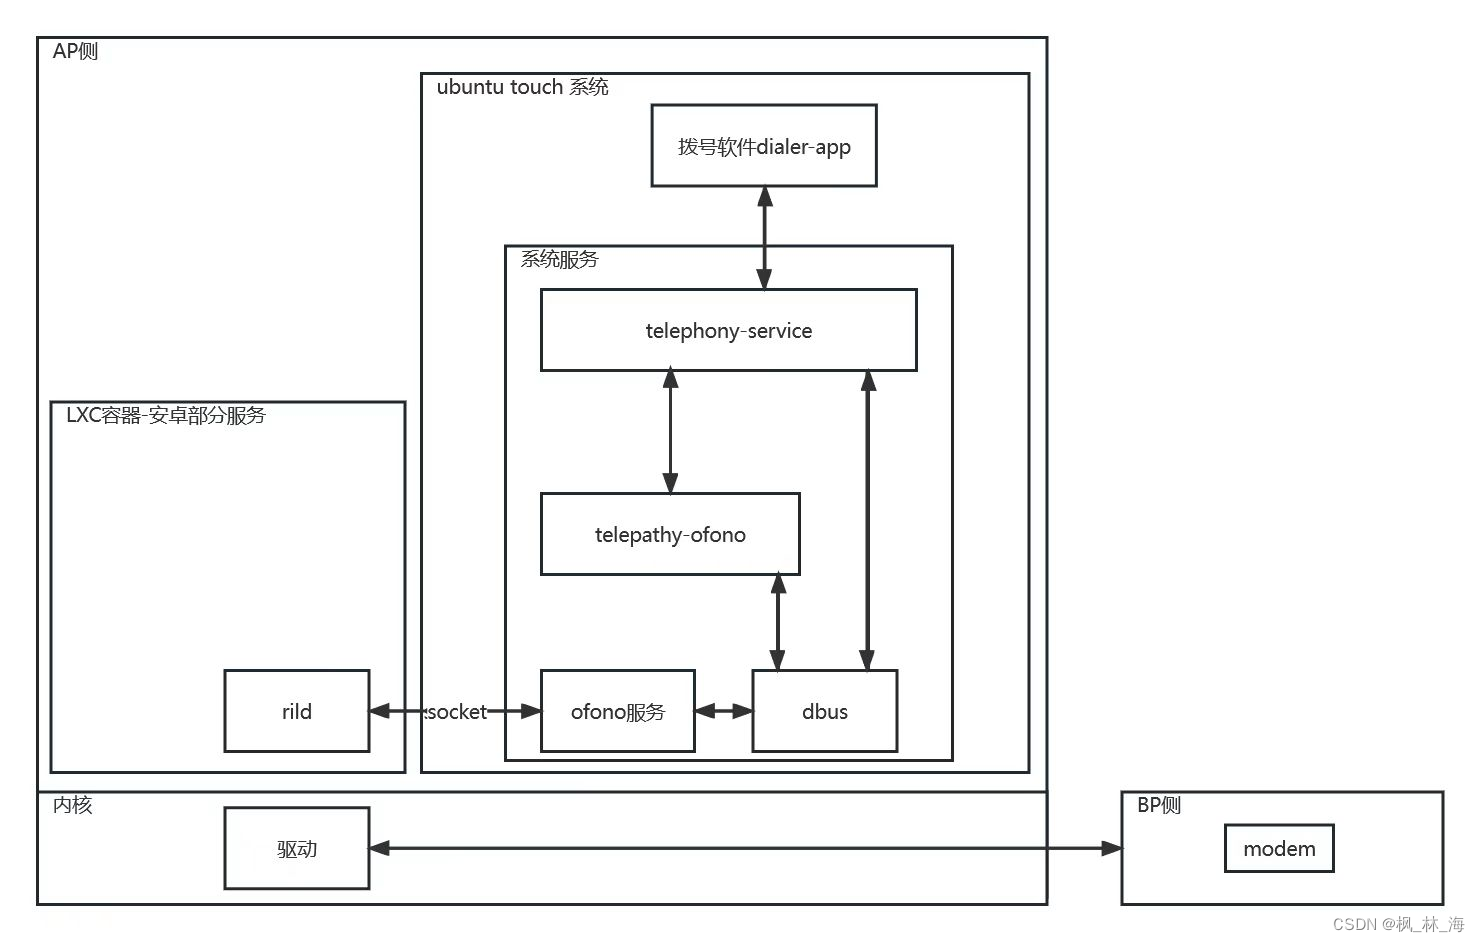 AP侧
ubuntu touch 系统
拨号软件dialer-app
系统服务
telephony-service
LXC容器-安卓部分服务
telepathy-ofono
rild
socket
ofono服务
dbus
内核
驱动
BP侧
modem
CSDN @枫_林_海